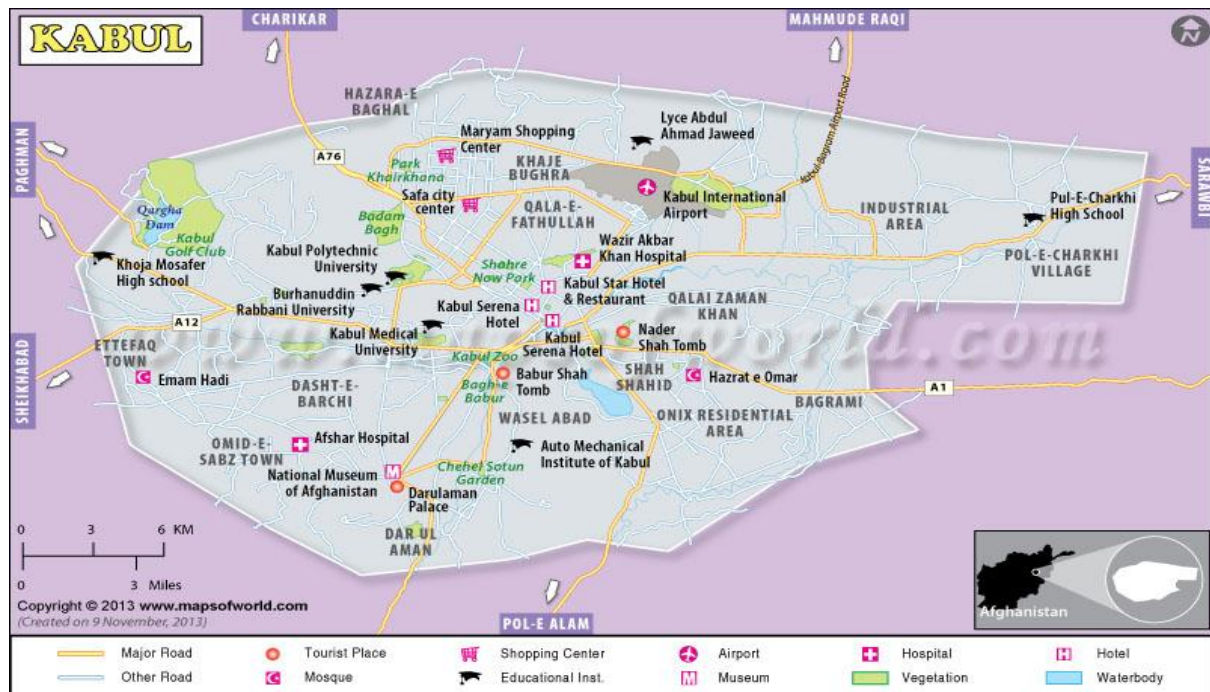 KABUL
CHARIKAR
MAHMUDE RAQI
N
HAZARA-E
BAGHAL
Lyce Abdul
Ahmad Jaweed
Maryam Shopping
Center
A76
PAGHMAN
Park
Khairkhana
KHAJE
BUGHRA
Kabul-Bagram Airport Road
SARAWBI
Safa city
center
Kabul International
Airport
Pul-E-Charkhi
High School
Qargha
Dam
Badam
Bagh
QALA-E-
FATHULLAH
INDUSTRIAL
AREA
Kabul
Golf Club
Kabul Polytechnic
University
Wazir Akbar
Khan Hospital
POL-E-CHARKHI
VILLAGE
Khoja Mosafer
High school
Shahre
Now Park
Kabul Star Hotel
& Restaurant
Burhanuddin
Rabbani University
Kabul Serena
Hotel
QALAI ZAMAN
KHAN
A12
Kabul Medical
University
Kabul
Serena Hotel
Nader
Shah Tomb
www.mapsofworld.com
ETTEFAQ
TOWN
SHEIKHABAD
Kabul Zoo
Emam Hadi
DASHT-E-
BARCHI
Bagh-e
Babur
Babur Shah
Tomb
SHAH
SHAHID
Hazrat e Omar
A1
BAGRAMI
WASEL ABAD
ONIX RESIDENTIAL
AREA
OMID-E-
SABZ TOWN
Afshar Hospital
Auto Mechanical
Institute of Kabul
National Museum
of Afghanistan
Chehel Sotun
Garden
Darulaman
Palace
DAR UL
AMAN
0 3 6 KM
0 3 Miles
Copyright © 2013 www.mapsofworld.com
(Created on 9 November, 2013)
POL-E ALAM
Afghanistan
Major Road
Tourist Place
Shopping Center
Airport
Hospital
Hotel
Other Road
Mosque
Educational Inst.
Museum
Vegetation
Waterbody